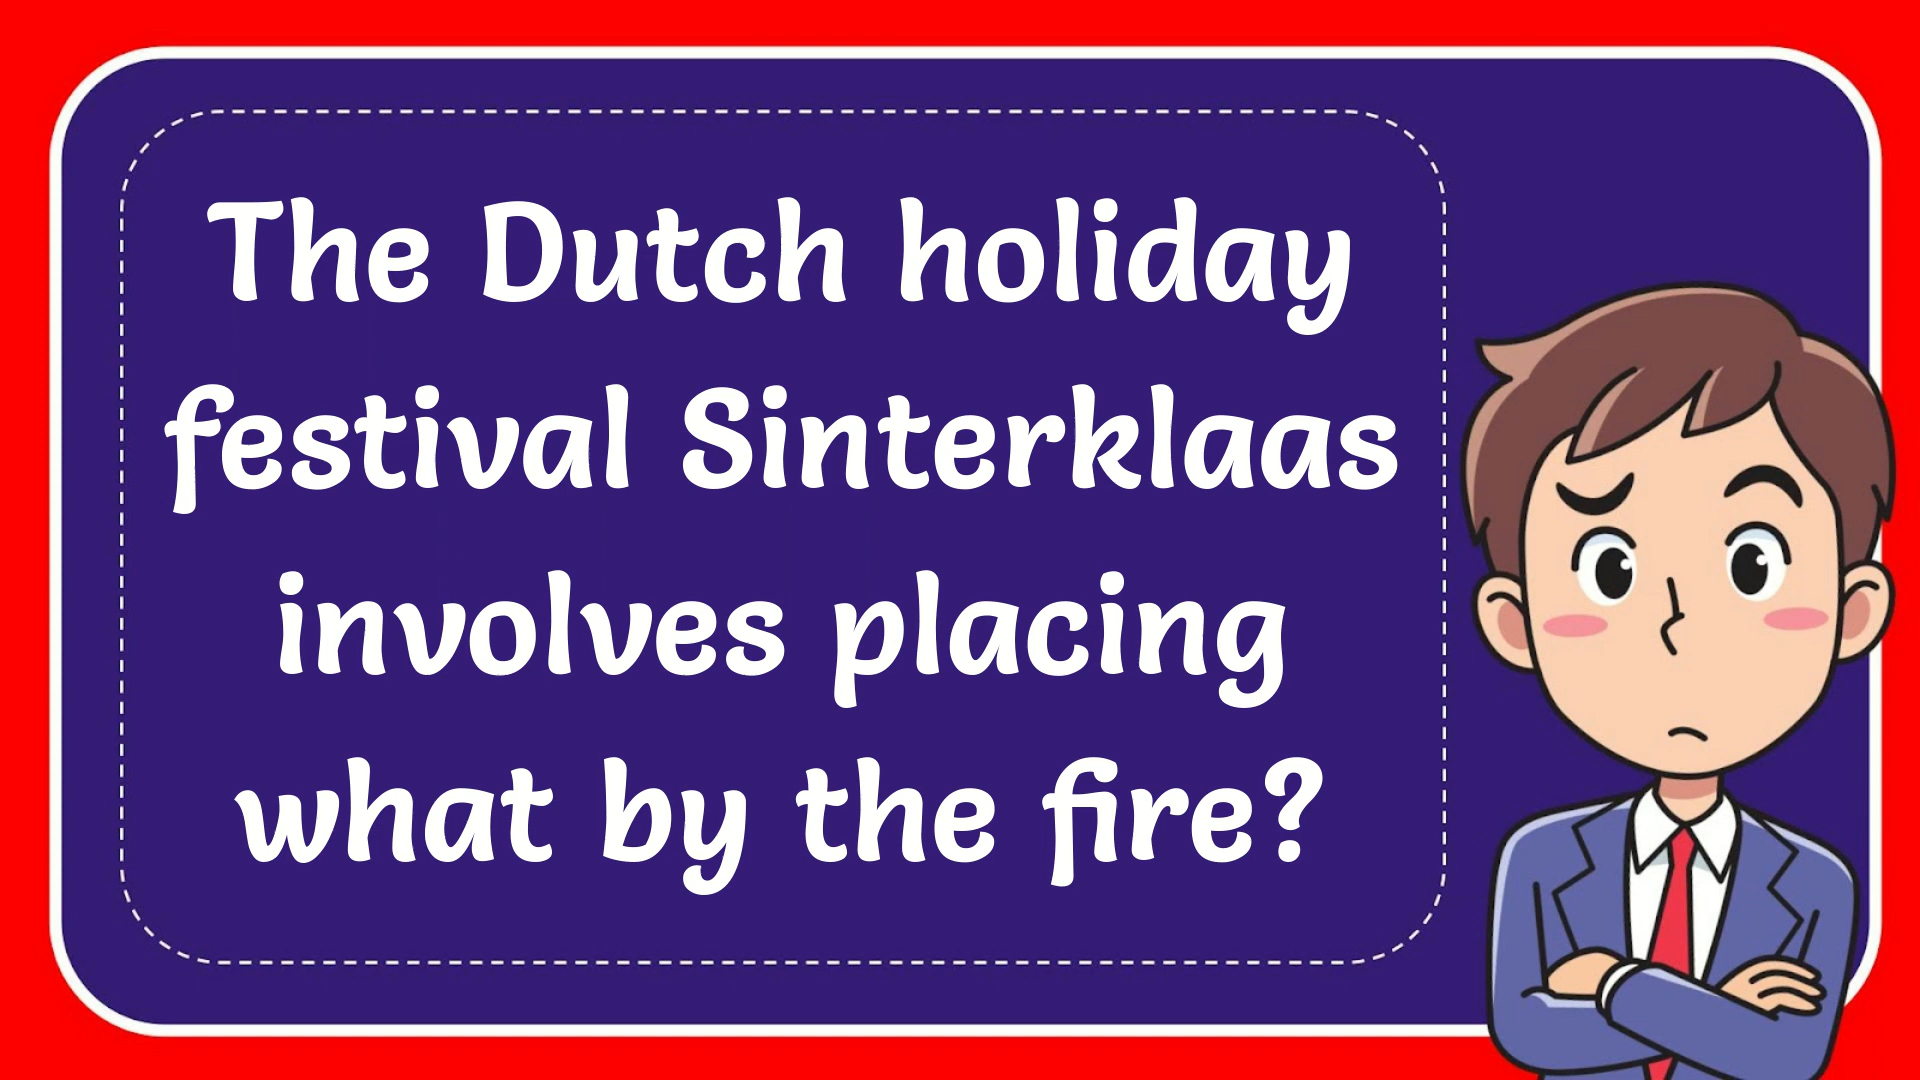 The Dutch holiday
festival Sinterklaas
involves placing
what by the fire?